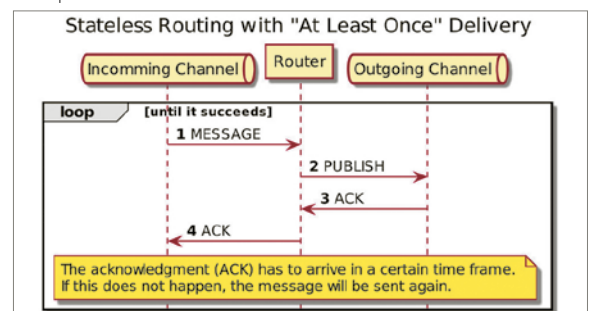 Stateless Routing with "At Least Once" Delivery
Incomming Channel
Router
Outgoing Channel
loop
[until it succeeds]
1 MESSAGE
2 PUBLISH
3 ACK
4 ACK
The acknowledgment (ACK) has to arrive in a certain time frame.
If this does not happen, the message will be sent again.